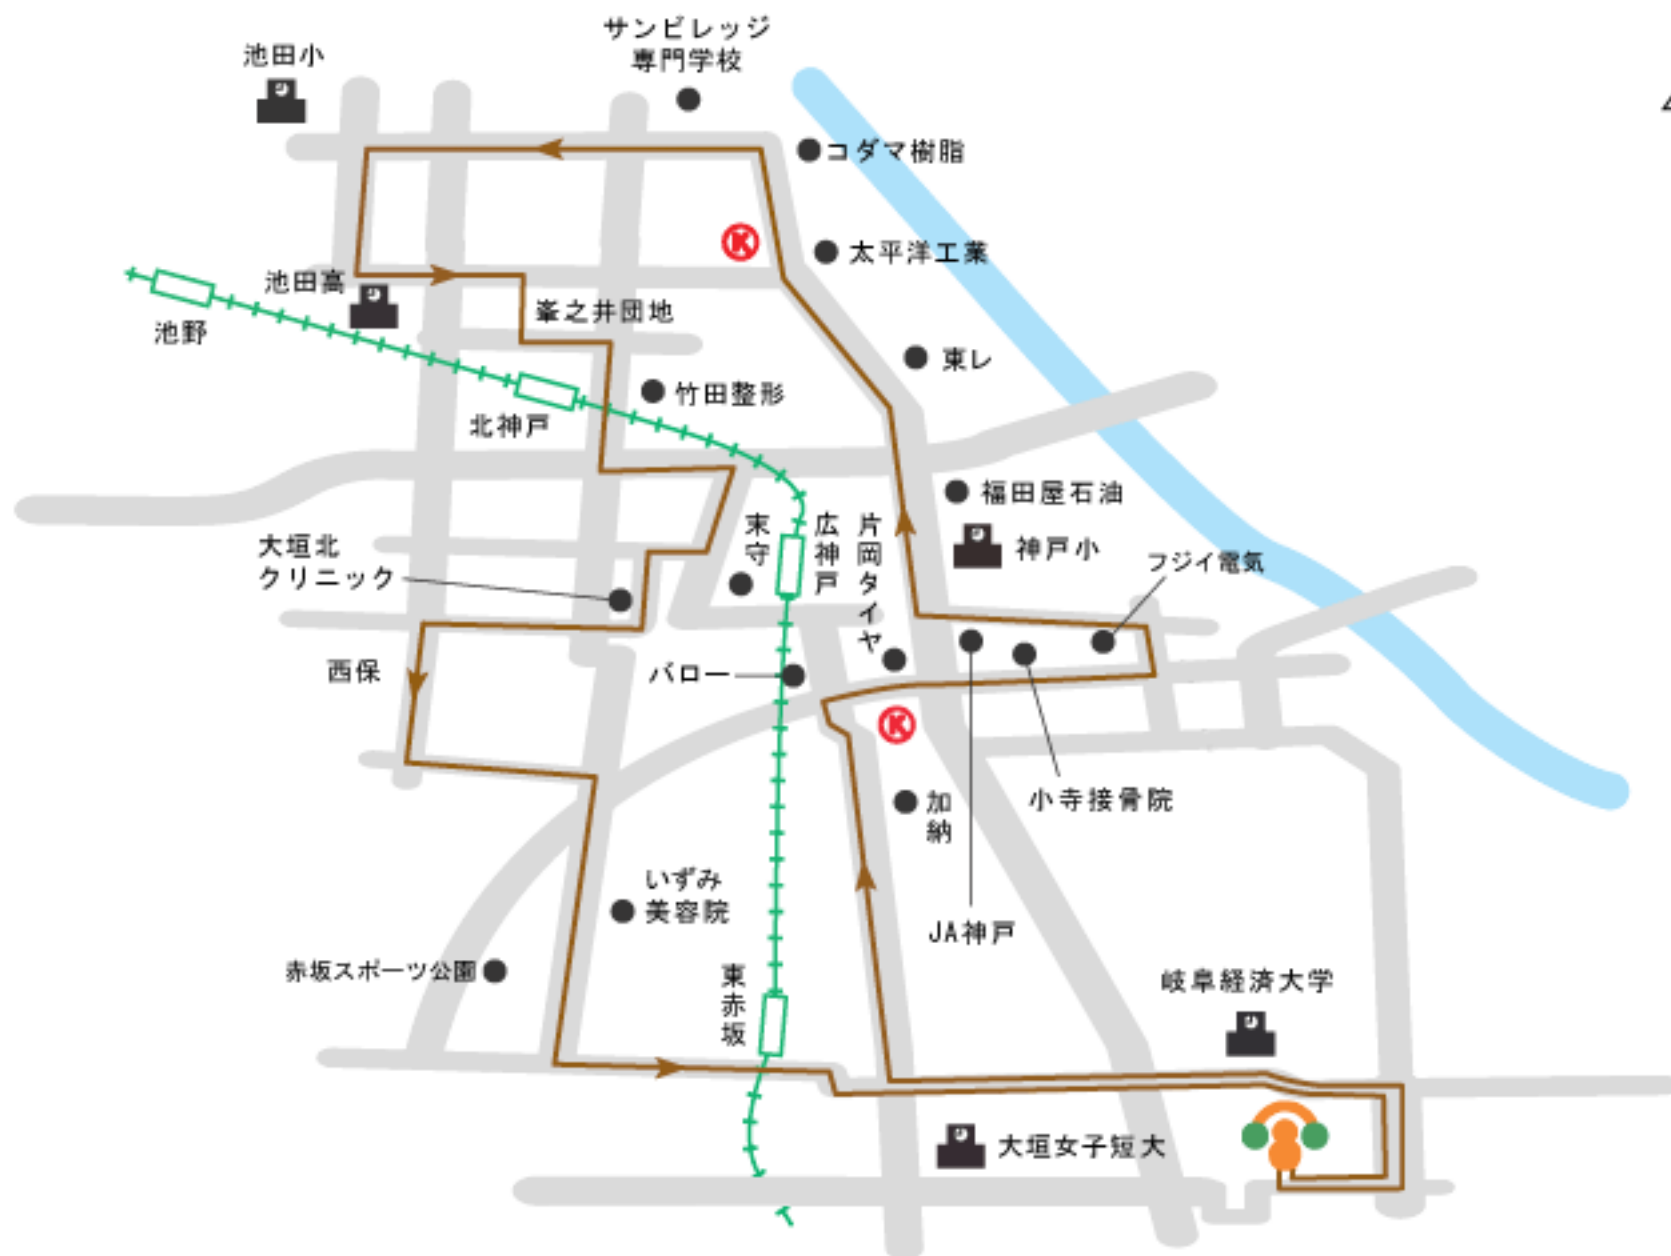 サンビレッジ
専門学校
池田小
コダマ樹脂
K
太平洋工業
池田高
峯之井団地
池野
東レ
竹田整形
北神戸
福田屋石油
末守
広神戸
片岡タイヤ
神戸小
フジイ電気
大垣北
クリニック
西保
バロー
K
加納
小寺接骨院
いずみ
美容院
JA神戸
赤坂スポーツ公園
東赤坂
岐阜経済大学
大垣女子短大